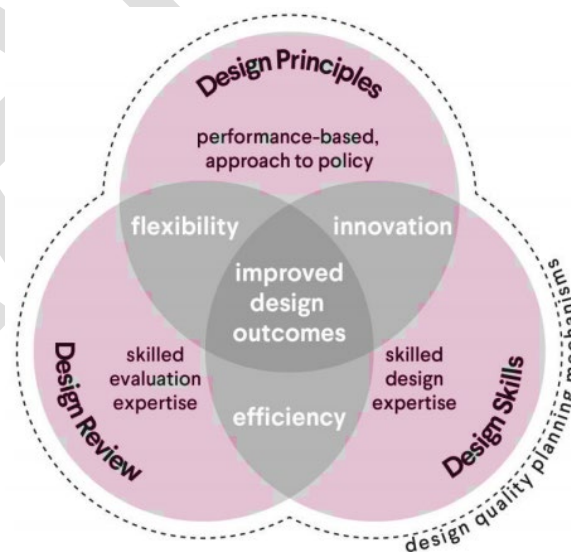 Design Principles
performance-based,
approach to policy
flexibility
innovation
improved
design
outcomes
skilled
evaluation
expertise
skilled
design
expertise
efficiency
Design Review
Design Skills
design quality planning mechanisms